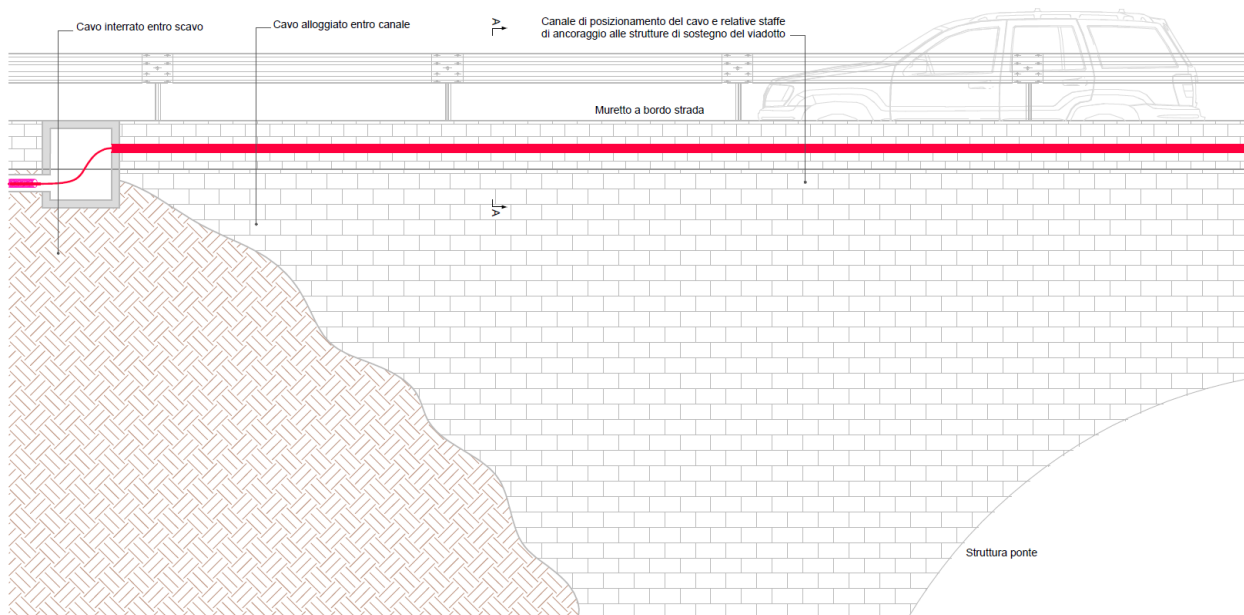 Cavo interrato entro scavo
Cavo alloggiato entro canale
A
Canale di posizionamento del cavo e relative staffe
di ancoraggio alle strutture di sostegno del viadotto
Muretto a bordo strada
A
Struttura ponte